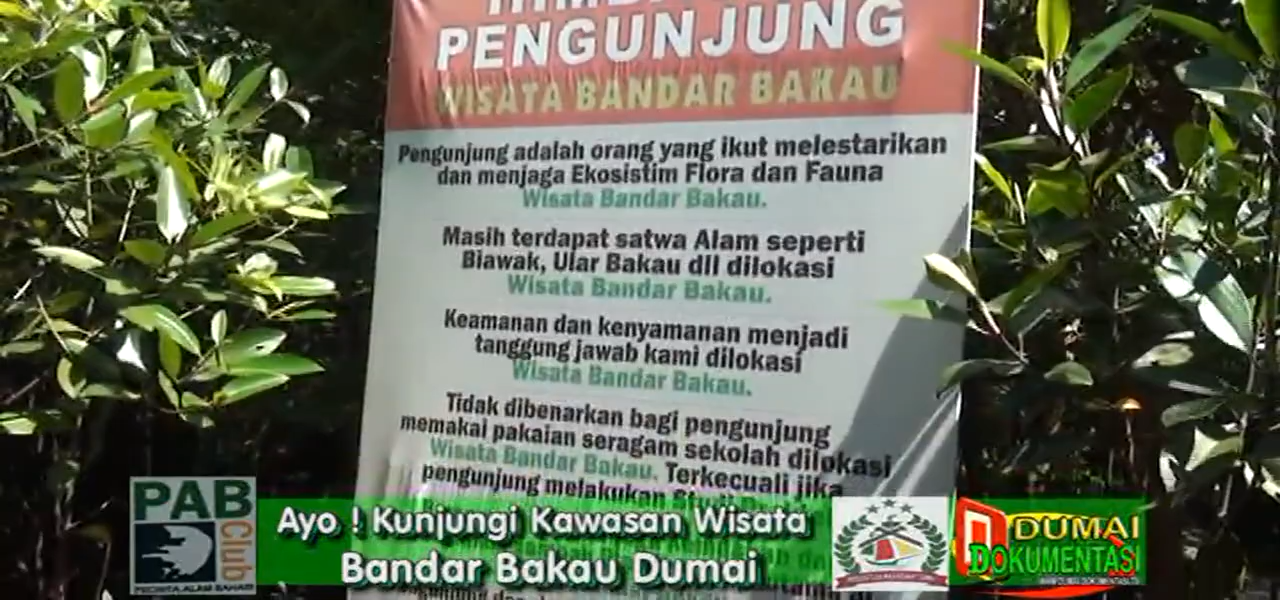 PENGUNJUNG
WISATA BANDAR BAKAU
Pengunjung adalah orang yang ikut melestarikan
dan menjaga Ekosistim Flora dan Fauna
Wisata Bandar Bakau.
Masih terdapat satwa Alam seperti
Biawak, Ular Bakau dll dilokasi
Wisata Bandar Bakau.
Keamanan dan kenyamanan menjadi
tanggung jawab kami dilokasi
Wisata Bandar Bakau.
Tidak dibenarkan bagi pengunjung
memakai pakaian seragam sekolah dilokasi
Wisata Bandar Bakau. Terkecuali jika
pengunjung melakukan
PAB
Club
PECINTA ALAM BAHARI
Ayo ! Kunjungi Kawasan Wisata
Bandar Bakau Dumai
DUMAI
DOKUMENTASI